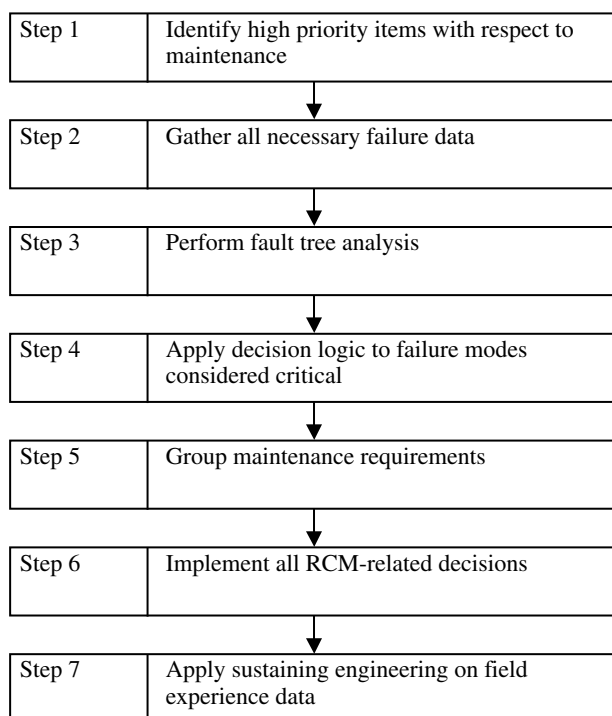 Step 1 Identify high priority items with respect to
maintenance
Step 2 Gather all necessary failure data
Step 3 Perform fault tree analysis
Step 4 Apply decision logic to failure modes
considered critical
Step 5 Group maintenance requirements
Step 6 Implement all RCM-related decisions
Step 7 Apply sustaining engineering on field
experience data